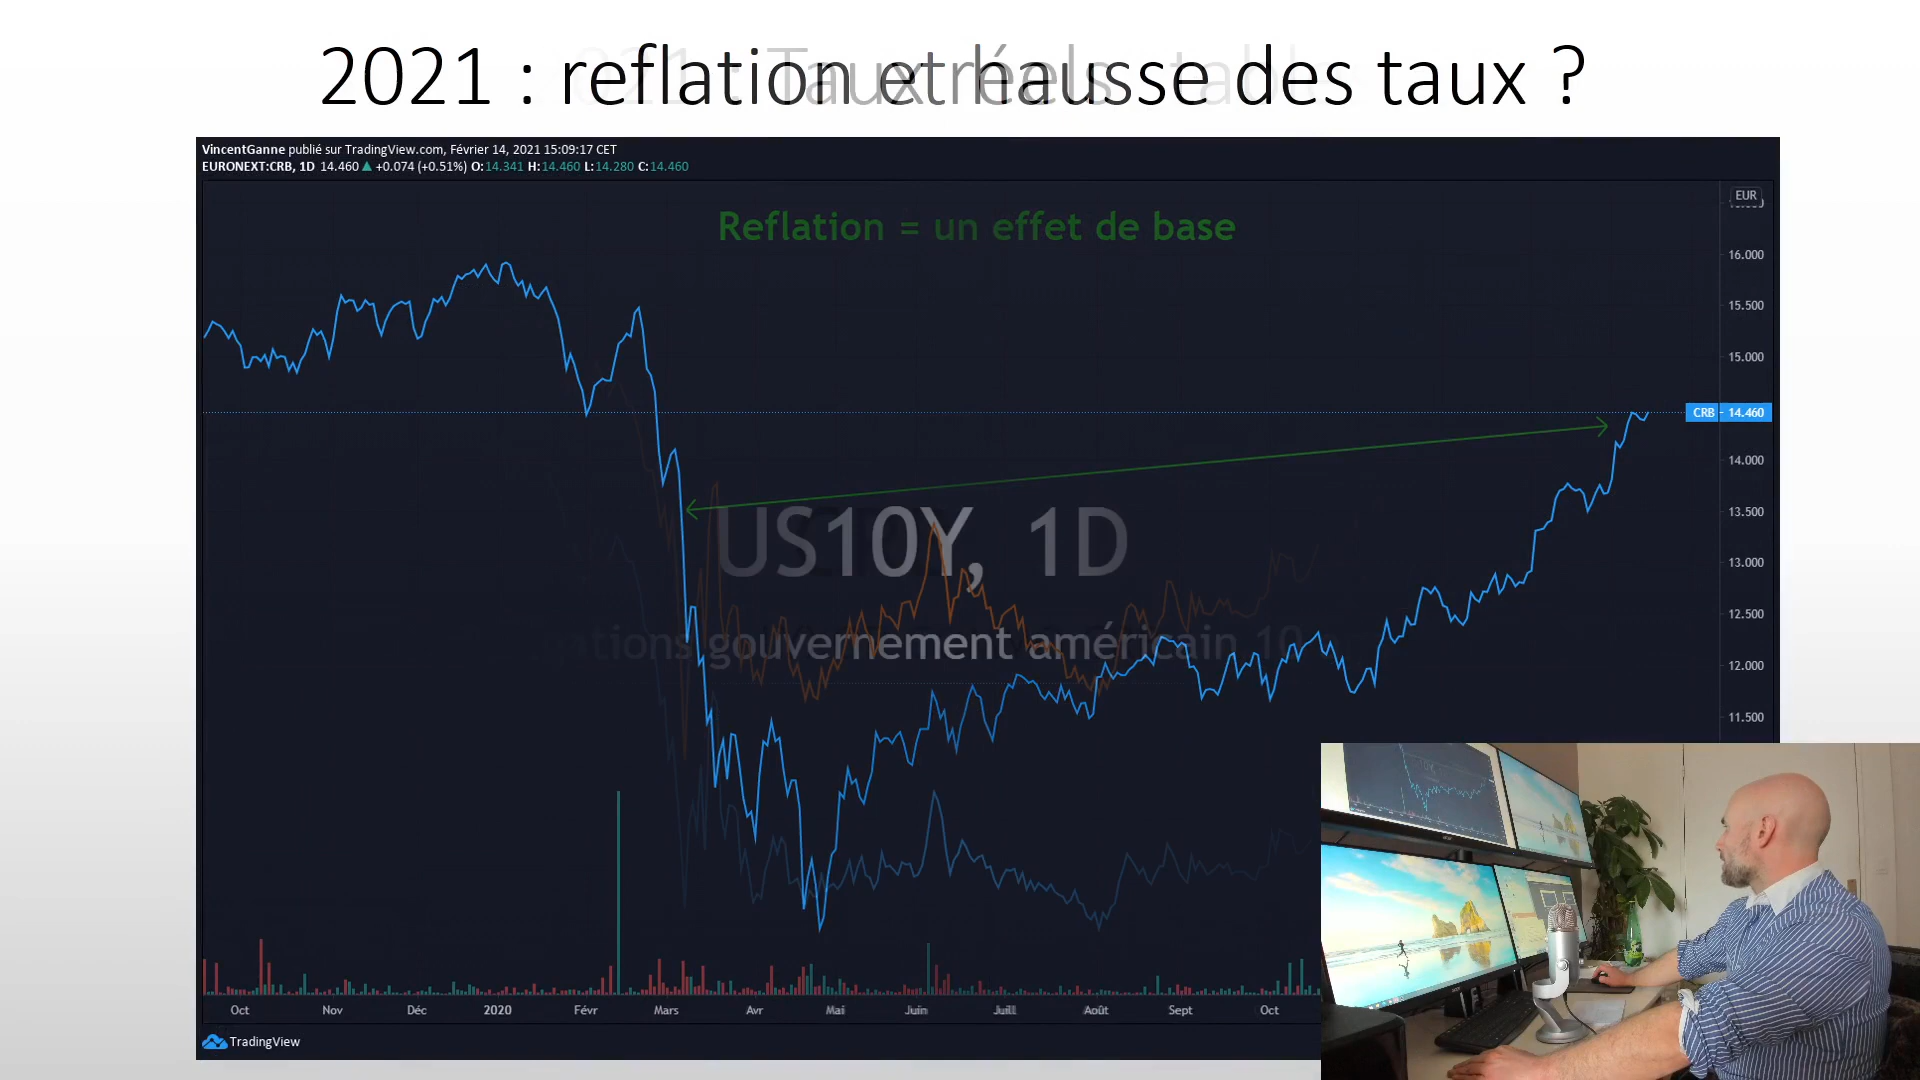 2021 : reflation et hausse des taux ?
VincentGanne publié sur TradingView.com, Février 14, 2021 15:09:17 CET
EURONEXT:CRB, 1D 14.460 ▲ +0.074 (+0.51%) O:14.341 H:14.460 L:14.280 C:14.460
EUR
Reflation = un effet de base
16.000
15.500
15.000
CRB 14.460
14.000
13.500
US10Y, 1D
13.000
12.500
gouvernement américain 10
12.000
11.500
Oct Nov Déc 2020 Févr Mars Avr Mai Juin Juill Août Sept Oct
TradingView